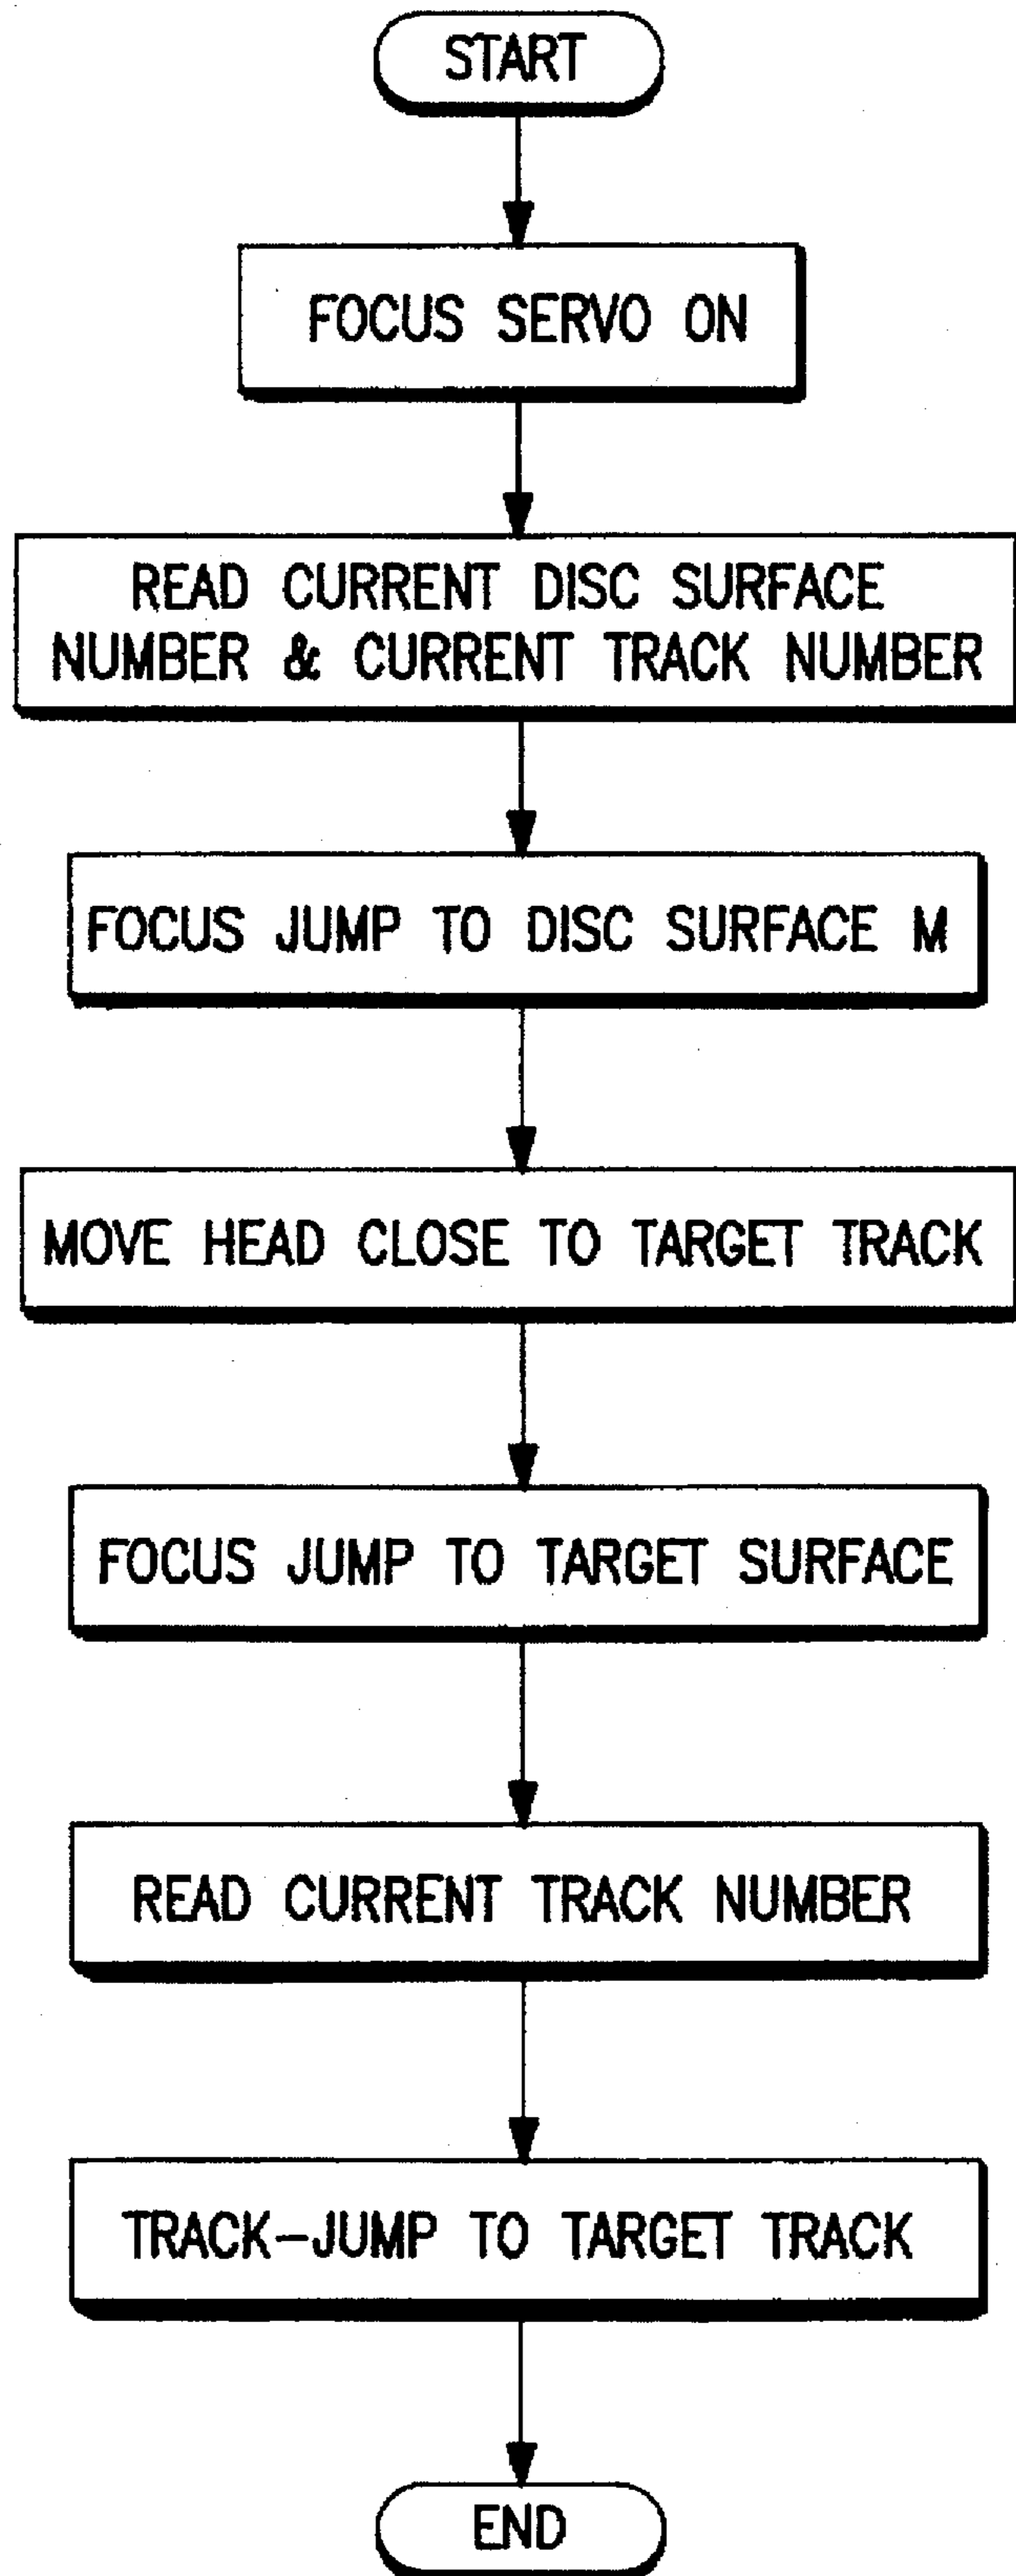 START
FOCUS SERVO ON
READ CURRENT DISC SURFACE
NUMBER & CURRENT TRACK NUMBER
FOCUS JUMP TO DISC SURFACE M
MOVE HEAD CLOSE TO TARGET TRACK
FOCUS JUMP TO TARGET SURFACE
READ CURRENT TRACK NUMBER
TRACK-JUMP TO TARGET TRACK
END